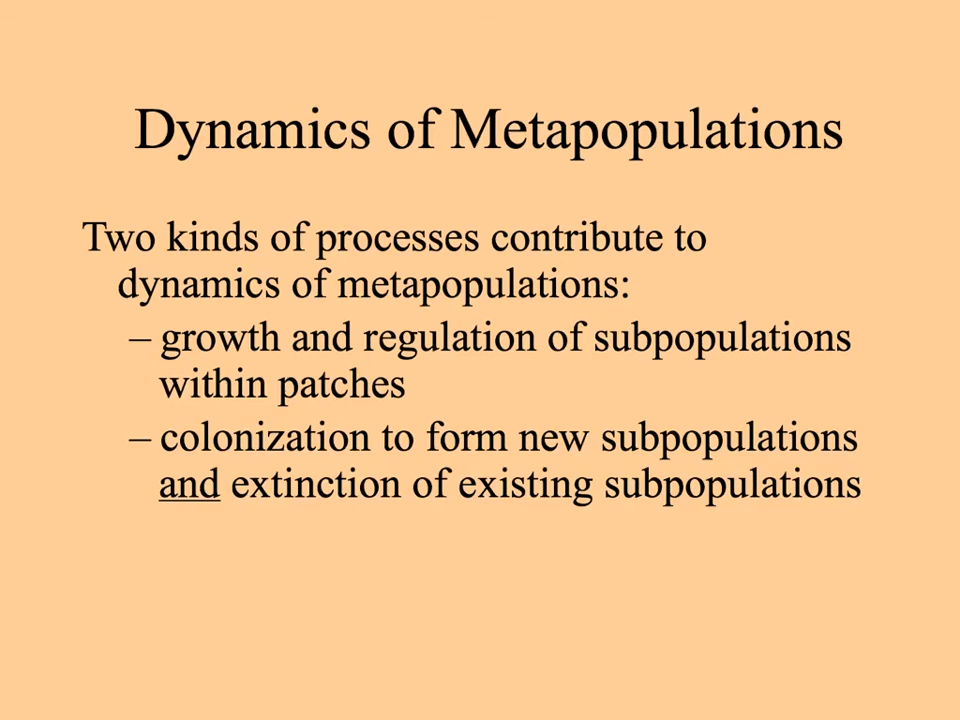 Dynamics of Metapopulations
Two kinds of processes contribute to
dynamics of metapopulations:
– growth and regulation of subpopulations
within patches
– colonization to form new subpopulations
and extinction of existing subpopulations